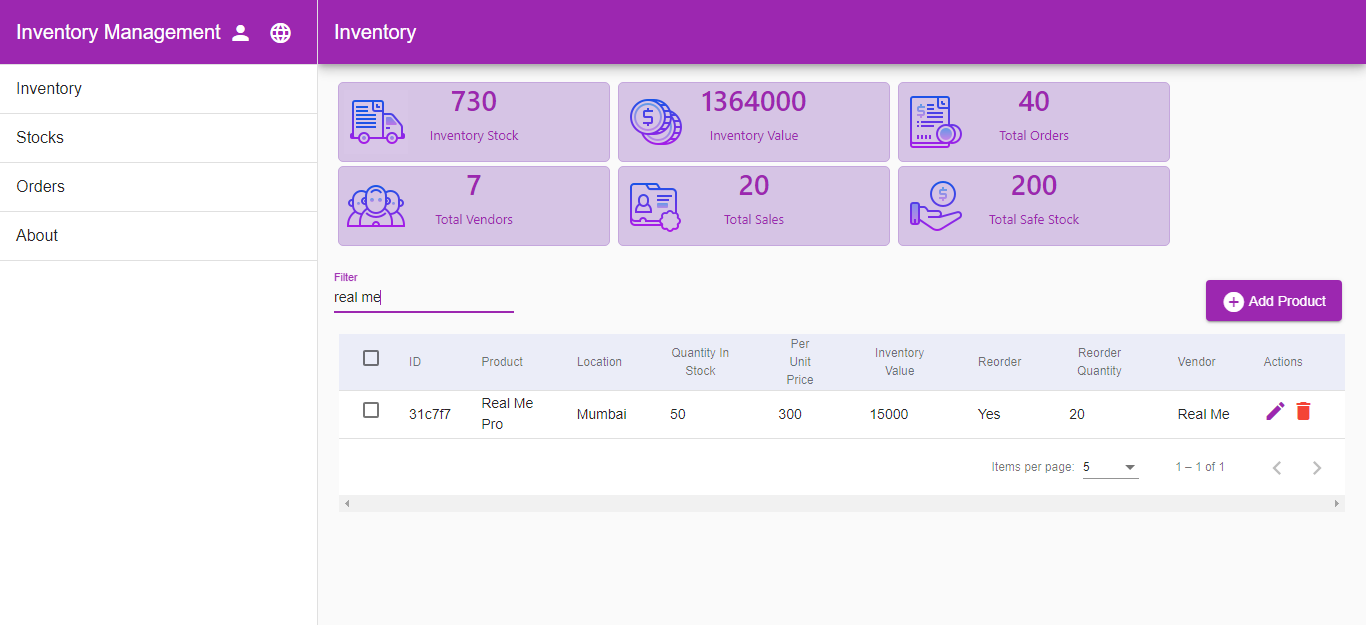 Inventory Management
Inventory
Inventory
Stocks
Orders
About
730
Inventory Stock
1364000
Inventory Value
40
Total Orders
7
Total Vendors
20
Total Sales
200
Total Safe Stock
Filter
real me
Add Product
ID
Product
Location
Quantity In
Stock
Per
Unit
Price
Inventory
Value
Reorder
Reorder
Quantity
Vendor
Actions
31c7f7
Real Me
Pro
Mumbai
50
300
15000
Yes
20
Real Me
Items per page: 5
1 – 1 of 1